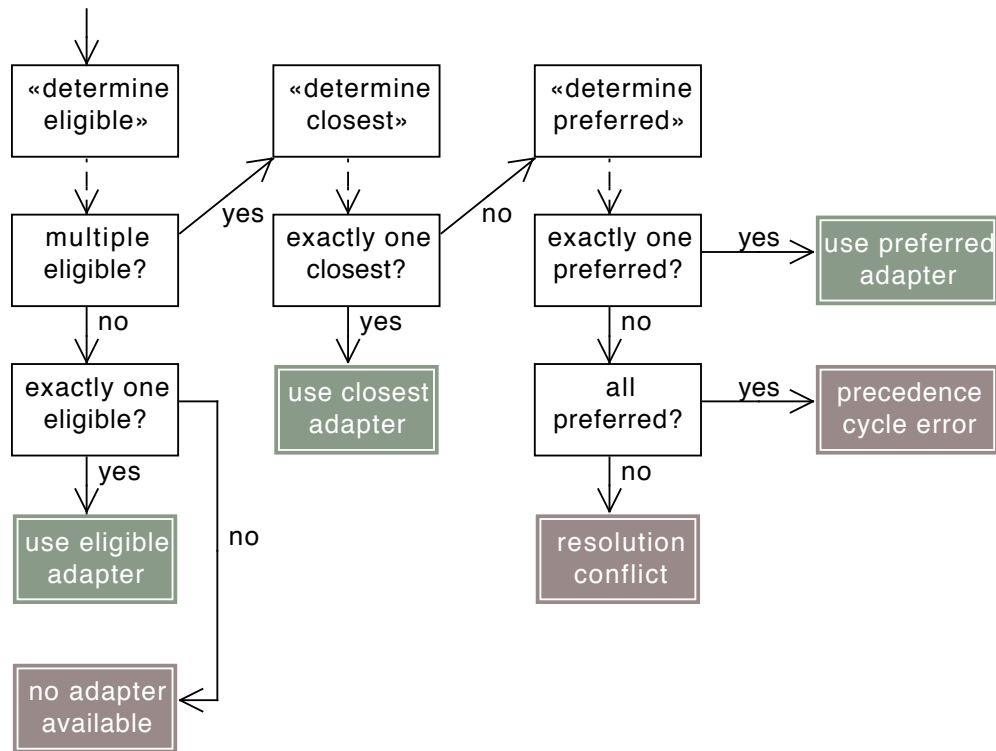 «determine
eligible»
«determine
closest»
«determine
preferred»
yes
no
multiple
eligible?
exactly one
closest?
exactly one
preferred?
yes
use preferred
adapter
no
yes
no
exactly one
eligible?
use closest
adapter
all
preferred?
yes
precedence
cycle error
yes
no
no
use eligible
adapter
resolution
conflict
no adapter
available